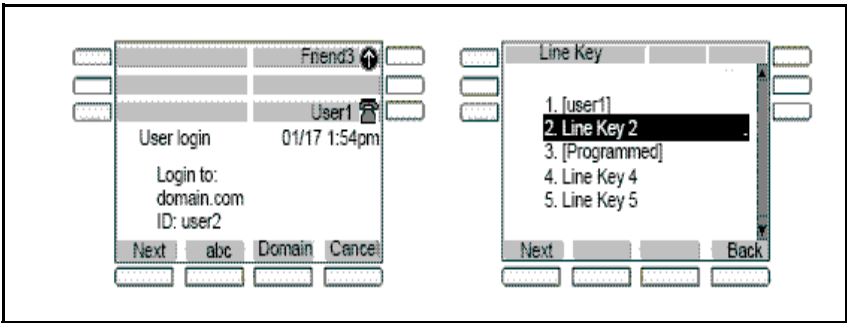 Friend3
User1
User login 01/17 1:54pm
Login to:
domain.com
ID: user2
Next abc Domain Cancel
Line Key
1. [user1]
2. Line Key 2 .
3. [Programmed]
4. Line Key 4
5. Line Key 5
Next Back